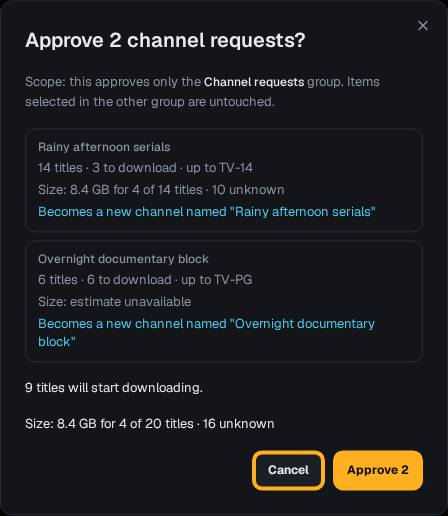 Approve 2 channel requests?
Scope: this approves only the Channel requests group. Items
selected in the other group are untouched.
Rainy afternoon serials
14 titles · 3 to download · up to TV-14
Size: 8.4 GB for 4 of 14 titles · 10 unknown
Becomes a new channel named "Rainy afternoon serials"
Overnight documentary block
6 titles · 6 to download · up to TV-PG
Size: estimate unavailable
Becomes a new channel named "Overnight documentary
block"
9 titles will start downloading.
Size: 8.4 GB for 4 of 20 titles · 16 unknown
Cancel
Approve 2